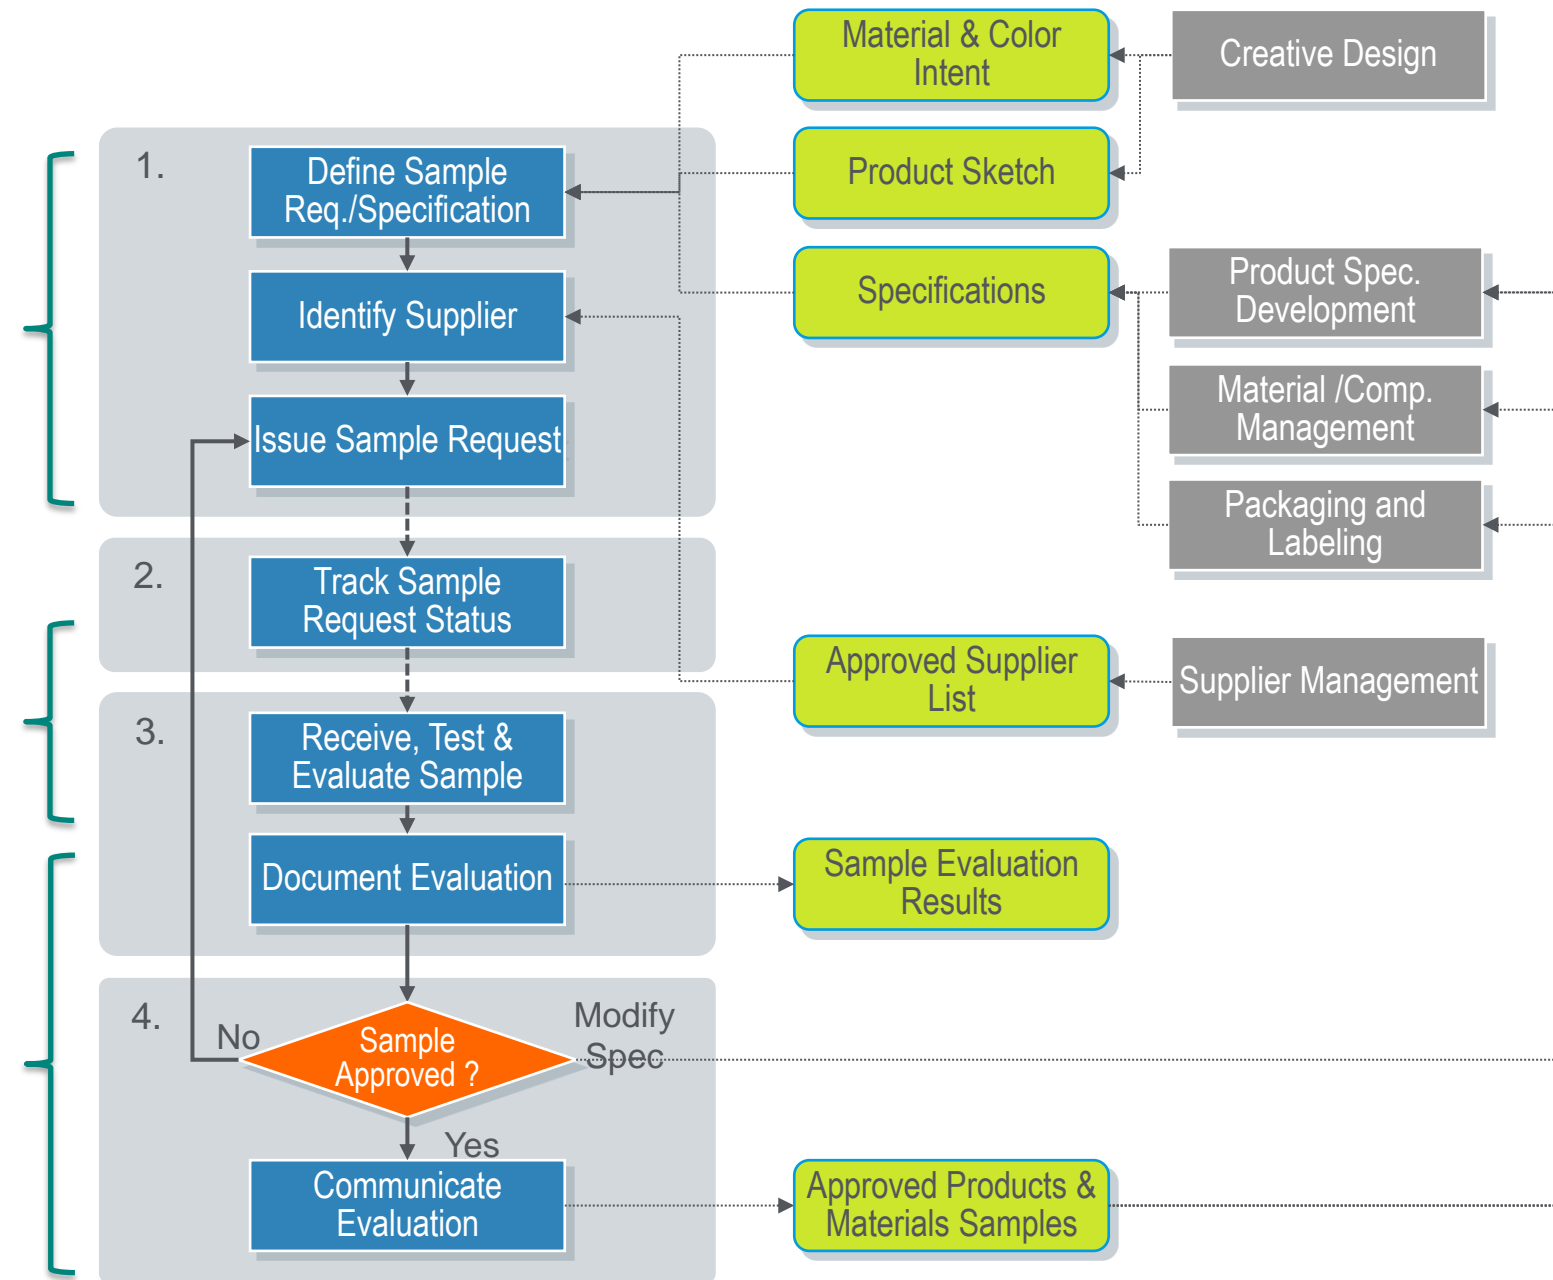 Material & Color
Intent
Creative Design
1.
Define Sample
Req./Specification
Product Sketch
Identify Supplier
Specifications
Product Spec.
Development
Issue Sample Request
Material /Comp.
Management
Packaging and
Labeling
2.
Track Sample
Request Status
Approved Supplier
List
Supplier Management
3.
Receive, Test &
Evaluate Sample
Document Evaluation
Sample Evaluation
Results
4.
No
Sample
Approved ?
Modify
Spec
Yes
Communicate
Evaluation
Approved Products &
Materials Samples